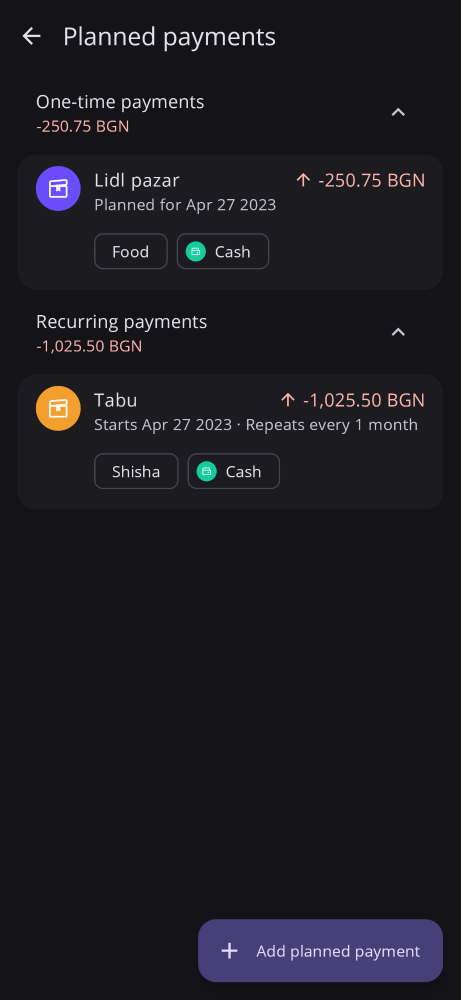 Planned payments
One-time payments
-250.75 BGN
Lidl pazar
-250.75 BGN
Planned for Apr 27 2023
Food
Cash
Recurring payments
-1,025.50 BGN
Tabu
-1,025.50 BGN
Starts Apr 27 2023 · Repeats every 1 month
Shisha
Cash
Add planned payment